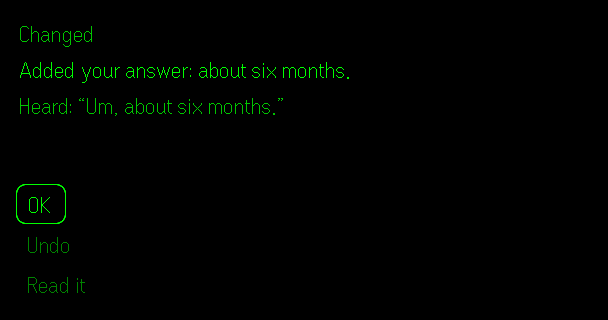 Changed
Added your answer: about six months.
Heard: “Um, about six months.”
OK
Undo
Read it